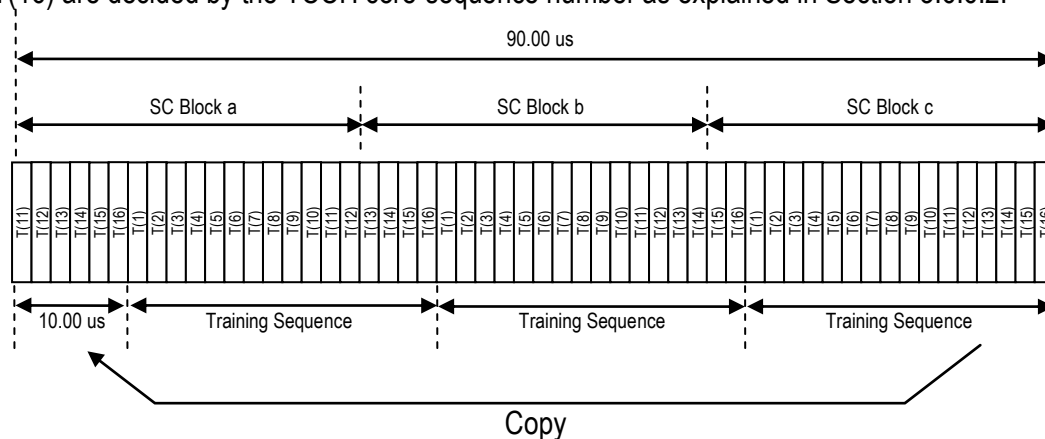 (16) are decided by the TCCH core-sequence number as explained in Section
90.00 us
SC Block a SC Block b SC Block c
T(11) T(12) T(13) T(14) T(15) T(16) T(1) T(2) T(3) T(4) T(5) T(6) T(7) T(8) T(9) T(10) T(11) T(12) T(13) T(14) T(15) T(16) T(1) T(2) T(3) T(4) T(5) T(6) T(7) T(8) T(9) T(10) T(11) T(12) T(13) T(14) T(15) T(16) T(1) T(2) T(3) T(4) T(5) T(6) T(7) T(8) T(9) T(10) T(11) T(12) T(13) T(14) T(15) T(16)
10.00 us Training Sequence Training Sequence Training Sequence
Copy